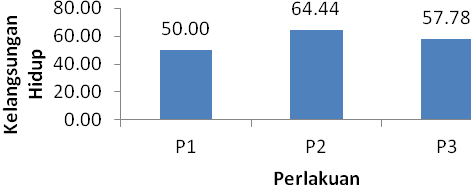 Kelangsungan
Hidup
80.00
60.00
40.00
20.00
0.00
50.00
64.44
57.78
P1
P2
P3
Perlakuan